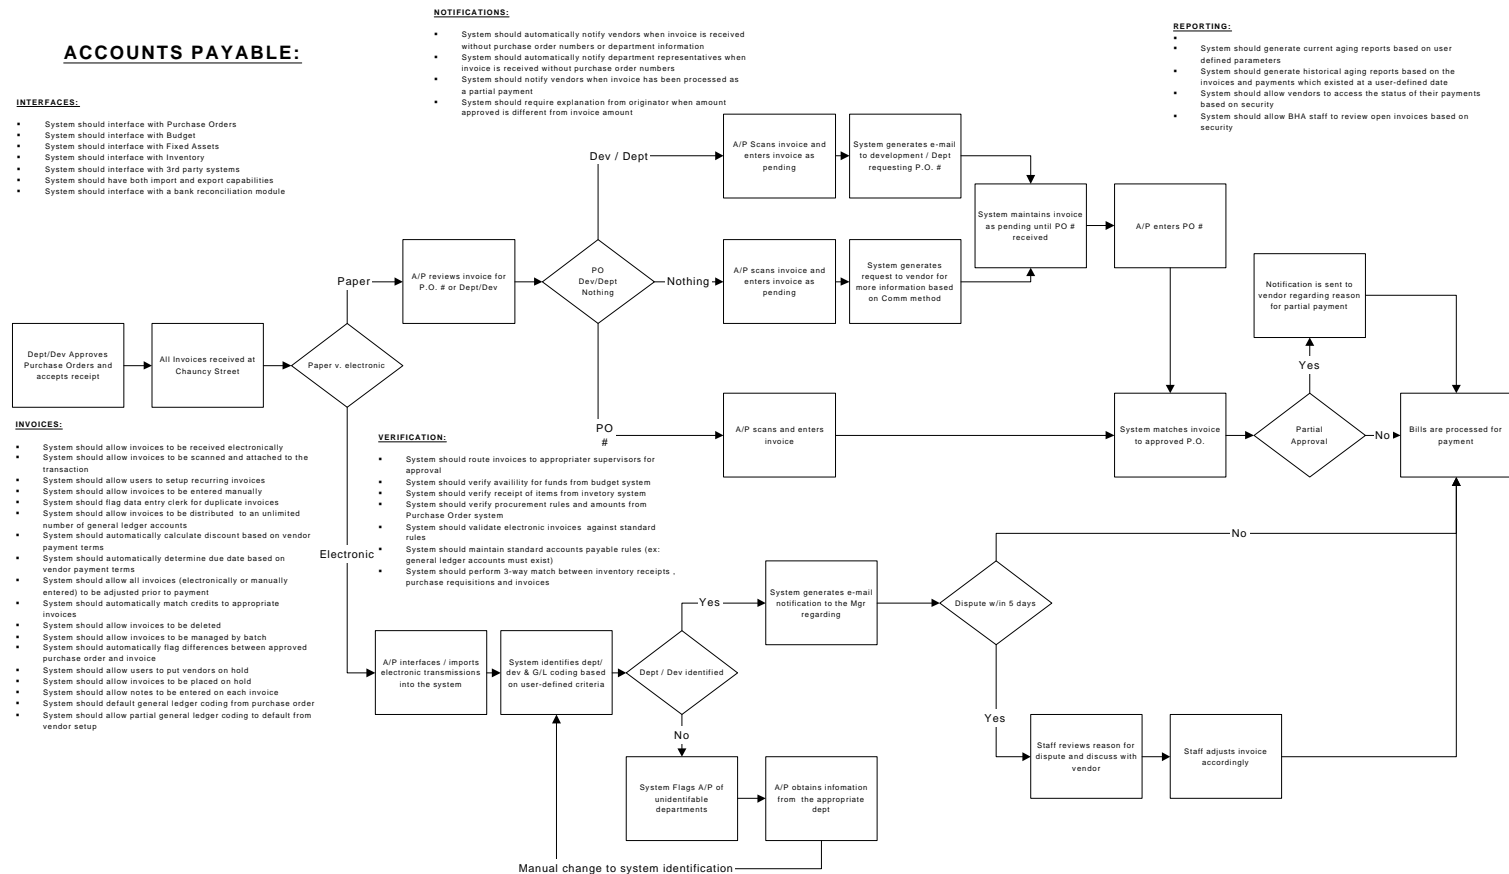 ACCOUNTS PAYABLE:
INTERFACES:
▪ System should interface with Purchase Orders
▪ System should interface with Budget
▪ System should interface with Fixed Assets
▪ System should interface with Inventory
▪ System should interface with 3rd party systems
▪ System should have both import and export capabilities
▪ System should interface with a bank reconciliation module
NOTIFICATIONS:
▪ System should automatically notify vendors when invoice is received
without purchase order numbers or department information
▪ System should automatically notify department representatives when
invoice is received without purchase order numbers
▪ System should notify vendors when invoice has been processed as
a partial payment
▪ System should require explanation from originator when amount
approved is different from invoice amount
REPORTING:
▪
▪ System should generate current aging reports based on user
defined parameters
▪ System should generate historical aging reports based on the
invoices and payments which existed at a user-defined date
▪ System should allow vendors to access the status of their payments
based on security
▪ System should allow BHA staff to review open invoices based on
security
Dev / Dept
A/P Scans invoice and
enters invoice as
pending
System generates e-mail
to development / Dept
requesting P.O. #
System maintains invoice
as pending until PO #
received
A/P enters PO #
Paper
A/P reviews invoice for
P.O. # or Dept/Dev
PO
Dev/Dept
Nothing
Nothing
A/P scans invoice and
enters invoice as
pending
System generates
request to vendor for
more information based
on Comm method
Notification is sent to
vendor regarding reason
for partial payment
Dept/Dev Approves
Purchase Orders and
accepts receipt
All Invoices received at
Chauncy Street
Paper v. electronic
Yes
PO
#
A/P scans and enters
invoice
System matches invoice
to approved P.O.
Partial
Approval
No
Bills are processed for
payment
INVOICES:
▪ System should allow invoices to be received electronically
▪ System should allow invoices to be scanned and attached to the
transaction
▪ System should allow users to setup recurring invoices
▪ System should allow invoices to be entered manually
▪ System should flag data entry clerk for duplicate invoices
▪ System should allow invoices to be distributed to an unlimited
number of general ledger accounts
▪ System should automatically calculate discount based on vendor
payment terms
▪ System should automatically determine due date based on
vendor payment terms
▪ System should allow all invoices (electronically or manually
entered) to be adjusted prior to payment
▪ System should automatically match credits to appropriate
invoices
▪ System should allow invoices to be deleted
▪ System should allow invoices to be managed by batch
▪ System should automatically flag differences between approved
purchase order and invoice
▪ System should allow users to put vendors on hold
▪ System should allow invoices to be placed on hold
▪ System should allow notes to be entered on each invoice
▪ System should default general ledger coding from purchase order
▪ System should allow partial general ledger coding to default from
vendor setup
VERIFICATION:
▪ System should route invoices to appropriater supervisors for
approval
▪ System should verify availility for funds from budget system
▪ System should verify receipt of items from invetory system
▪ System should verify procurement rules and amounts from
Purchase Order system
▪ System should validate electronic invoices against standard
rules
▪ System should maintain standard accounts payable rules (ex:
general ledger accounts must exist)
▪ System should perform 3-way match between inventory receipts ,
purchase requisitions and invoices
Electronic
A/P interfaces / imports
electronic transmissions
into the system
System identifies dept/
dev & G/L coding based
on user-defined criteria
Dept / Dev identified
Yes
System generates e-mail
notification to the Mgr
regarding
Dispute w/in 5 days
No
Yes
Staff reviews reason for
dispute and discuss with
vendor
Staff adjusts invoice
accordingly
No
System Flags A/P of
unidentifable
departments
A/P obtains infomation
from the appropriate
dept
Manual change to system identification